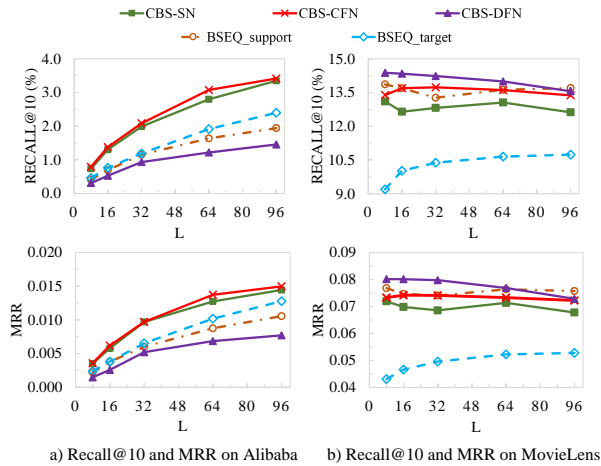 CBS-SN CBS-CFN CBS-DFN
BSEQ_support BSEQ_target
RECALL@10 (%)
4.0
3.0
2.0
1.0
0.0
0 16 32 48 64 80 96
L
RECALL@10 (%)
15.0
13.5
12.0
10.5
9.0
0 16 32 48 64 80 96
L
MRR
0.020
0.015
0.010
0.005
0.000
0 16 32 48 64 80 96
L
MRR
0.09
0.08
0.07
0.06
0.05
0.04
0 16 32 48 64 80 96
L
a) Recall@10 and MRR on Alibaba b) Recall@10 and MRR on MovieLens